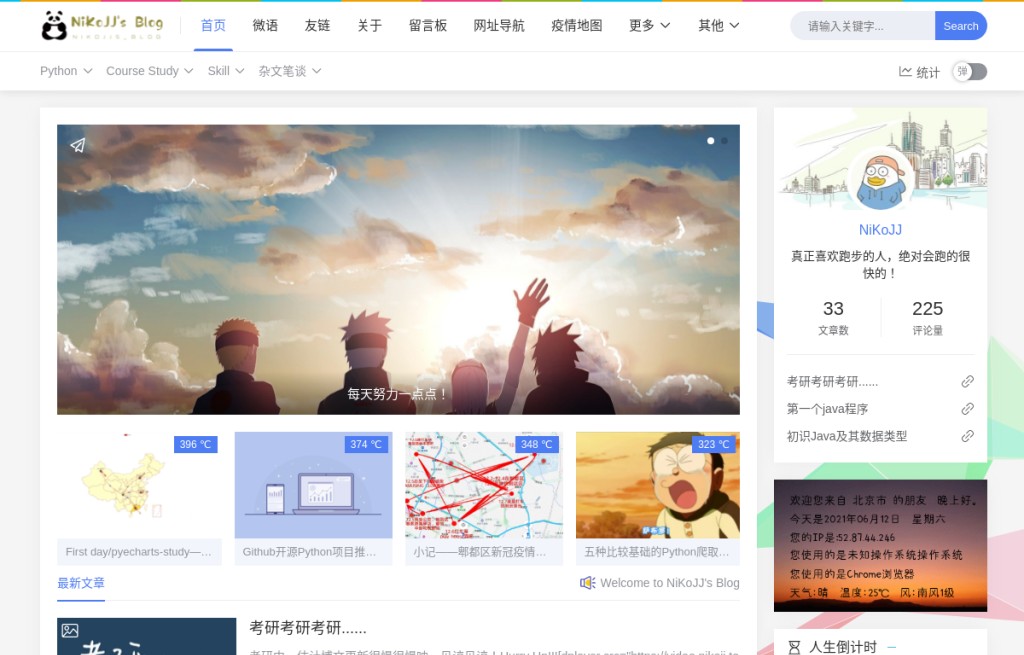 NiKoJJ's Blog
NIKOJJS_BLOG
首页 微语 友链 关于 留言板 网址导航 疫情地图 更多 其他
请输入关键字... Search
Python Course Study Skill 杂文笔谈
统计 弹
每天努力一点点！
NiKoJJ
真正喜欢跑步的人，绝对会跑的很
快的！
33 225
文章数 评论量
考研考研考研......
第一个java程序
初识Java及其数据类型
396 ℃ 374 ℃ 348 ℃ 323 ℃
First day/pyecharts-study—... Github开源Python项目推... 小记——郫都区新冠疫情... 五种比较基础的Python爬取...
最新文章
Welcome to NiKoJJ's Blog
欢迎您来自 北京市 的朋友 晚上好。
今天是2021年06月12日 星期六
您的IP是:52.87.44.246
您使用的是未知操作系统操作系统
您使用的是Chrome浏览器
天气:晴 温度:25℃ 风:南风1级
考研考研考研......
人生倒计时